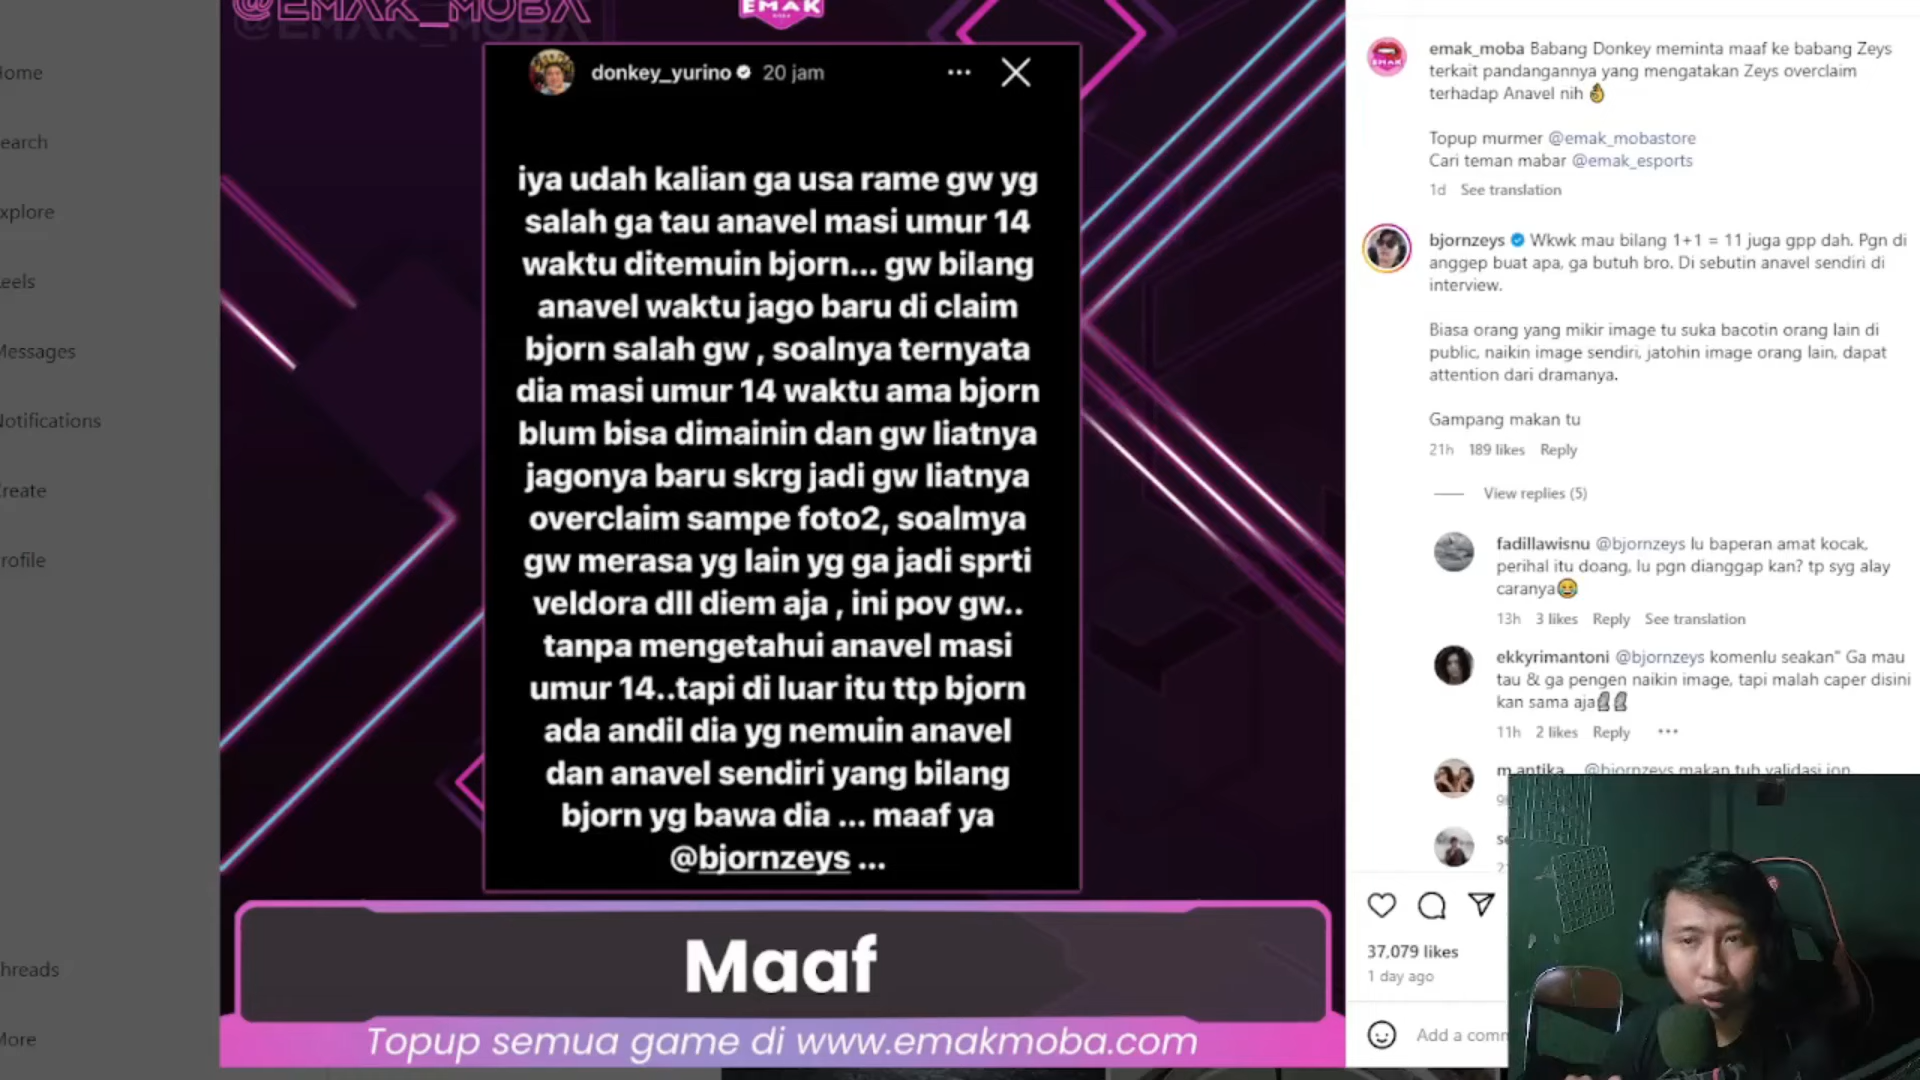 ome
earch
xplore
eels
Messages
Notifications
reate
rofile
hreads
More
@EMAK_MOBA
EMAK
donkey_yurino 20 jam
iya udah kalian ga usa rame gw yg
salah ga tau anavel masi umur 14
waktu ditemuin bjorn... gw bilang
anavel waktu jago baru di claim
bjorn salah gw , soalnya ternyata
dia masi umur 14 waktu ama bjorn
blum bisa dimainin dan gw liatnya
jagonya baru skrg jadi gw liatnya
overclaim sampe foto2, soalmya
gw merasa yg lain yg ga jadi sprti
veldora dll diem aja , ini pov gw..
tanpa mengetahui anavel masi
umur 14..tapi di luar itu ttp bjorn
ada andil dia yg nemuin anavel
dan anavel sendiri yang bilang
bjorn yg bawa dia ... maaf ya
@bjornzeys ...
Maaf
Topup semua game di www.emakmoba.com
emak_moba Babang Donkey meminta maaf ke babang Zeys
terkait pandangannya yang mengatakan Zeys overclaim
terhadap Anavel nih 👌
Topup murmer @emak_mobastore
Cari teman mabar @emak_esports
1d See translation
bjornzeys Wkwk mau bilang 1+1 = 11 juga gpp dah. Pgn di
anggep buat apa, ga butuh bro. Di sebutin anavel sendiri di
interview.
Biasa orang yang mikir image tu suka bacotin orang lain di
public, naikin image sendiri, jatohin image orang lain, dapat
attention dari dramanya.
Gampang makan tu
21h 189 likes Reply
View replies (5)
fadillawisnu @bjornzeys lu baperan amat kocak,
perihal itu doang, lu pgn dianggap kan? tp syg alay
caranya😂
13h 3 likes Reply See translation
ekkyrimantoni @bjornzeys komenlu seakan" Ga mau
tau & ga pengen naikin image, tapi malah caper disini
kan sama aja🗿🗿
11h 2 likes Reply
m.antika_ @bjornzeys makan tuh validasi jon
37,079 likes
1 day ago
Add a comm